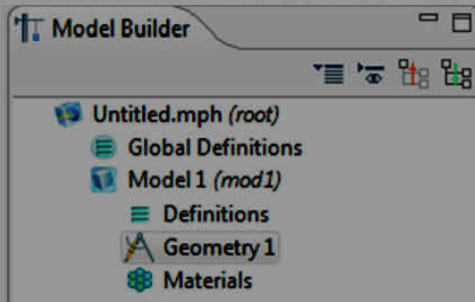 Model Builder
Untitled.mph (root)
Global Definitions
Model 1 (mod1)
Definitions
Geometry 1
Materials